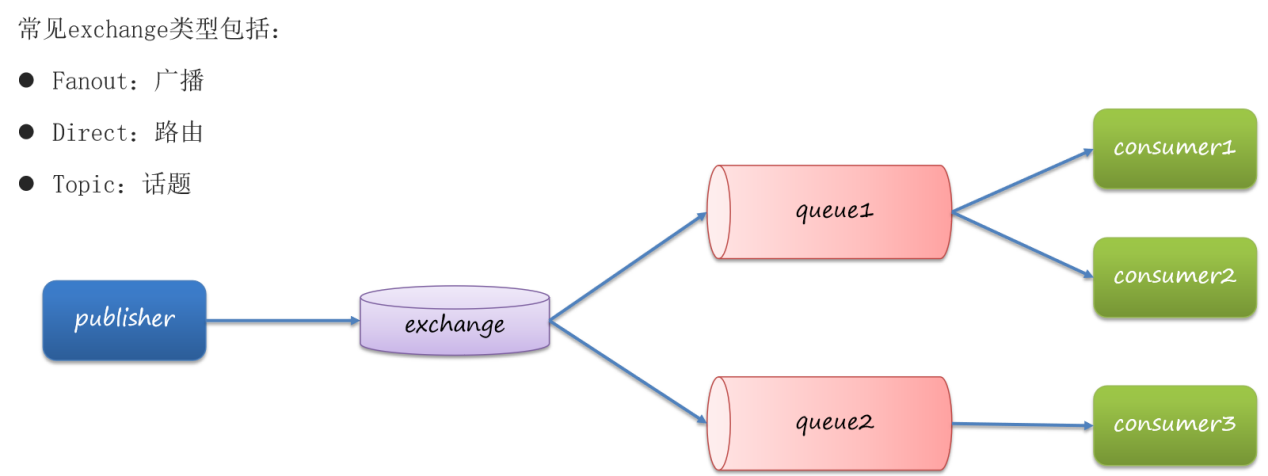 常见exchange类型包括：
● Fanout：广播
● Direct：路由
● Topic：话题
publisher
exchange
queue1
queue2
consumer1
consumer2
consumer3